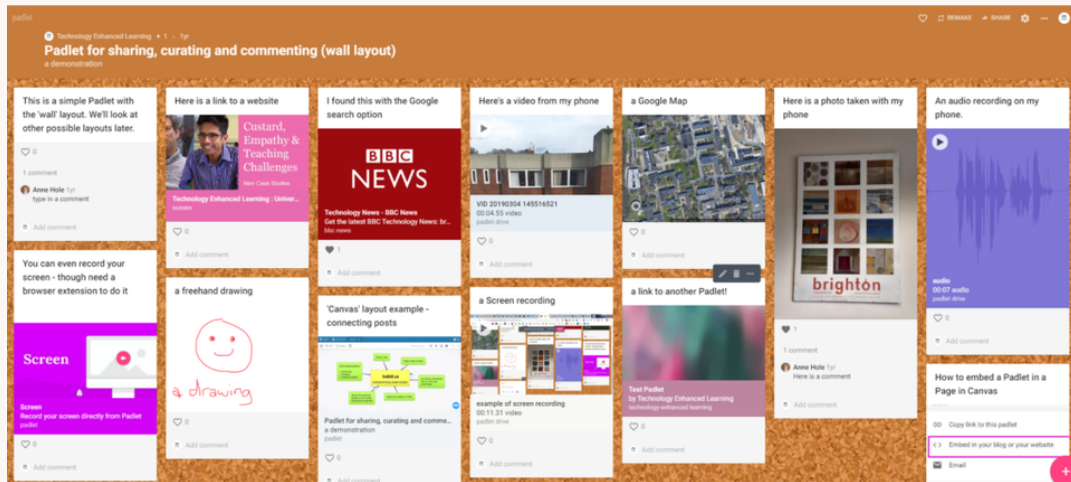 padlet
REMAKE
SHARE
Technology Enhanced Learning + 1 · 1yr
Padlet for sharing, curating and commenting (wall layout)
a demonstration
This is a simple Padlet with
the 'wall' layout. We'll look at
other possible layouts later.
0
1 comment
Anne Hole 1yr
type in a comment
Add comment
You can even record your
screen - though need a
browser extension to do it
Screen
Screen
Record your screen directly from Padlet
padlet
0
Add comment
Here is a link to a website
Custard,
Empathy &
Teaching
Challenges
New Case Studies
Technology Enhanced Learning : Univer...
sussex
0
Add comment
a freehand drawing
a drawing
0
Add comment
I found this with the Google
search option
BBC
NEWS
Technology News - BBC News
Get the latest BBC Technology News: br...
bbc news
1
Add comment
'Canvas' layout example -
connecting posts
Padlet for sharing, curating and comme...
a demonstration
padlet
0
Add comment
Here's a video from my phone
VID 20190304 145516521
00:04.55 video
padlet drive
0
Add comment
a Screen recording
example of screen recording
00:11.31 video
padlet drive
0
Add comment
a Google Map
0
Add comment
a link to another Padlet!
Test Padlet
by Technology Enhanced Learning
technology enhanced learning
0
Add comment
Here is a photo taken with my
phone
brighton
1
1 comment
Anne Hole 1yr
Here is a comment
Add comment
An audio recording on my
phone.
audio
00:07 audio
padlet drive
0
Add comment
How to embed a Padlet in a
Page in Canvas
Copy link to this padlet
Embed in your blog or your website
Email